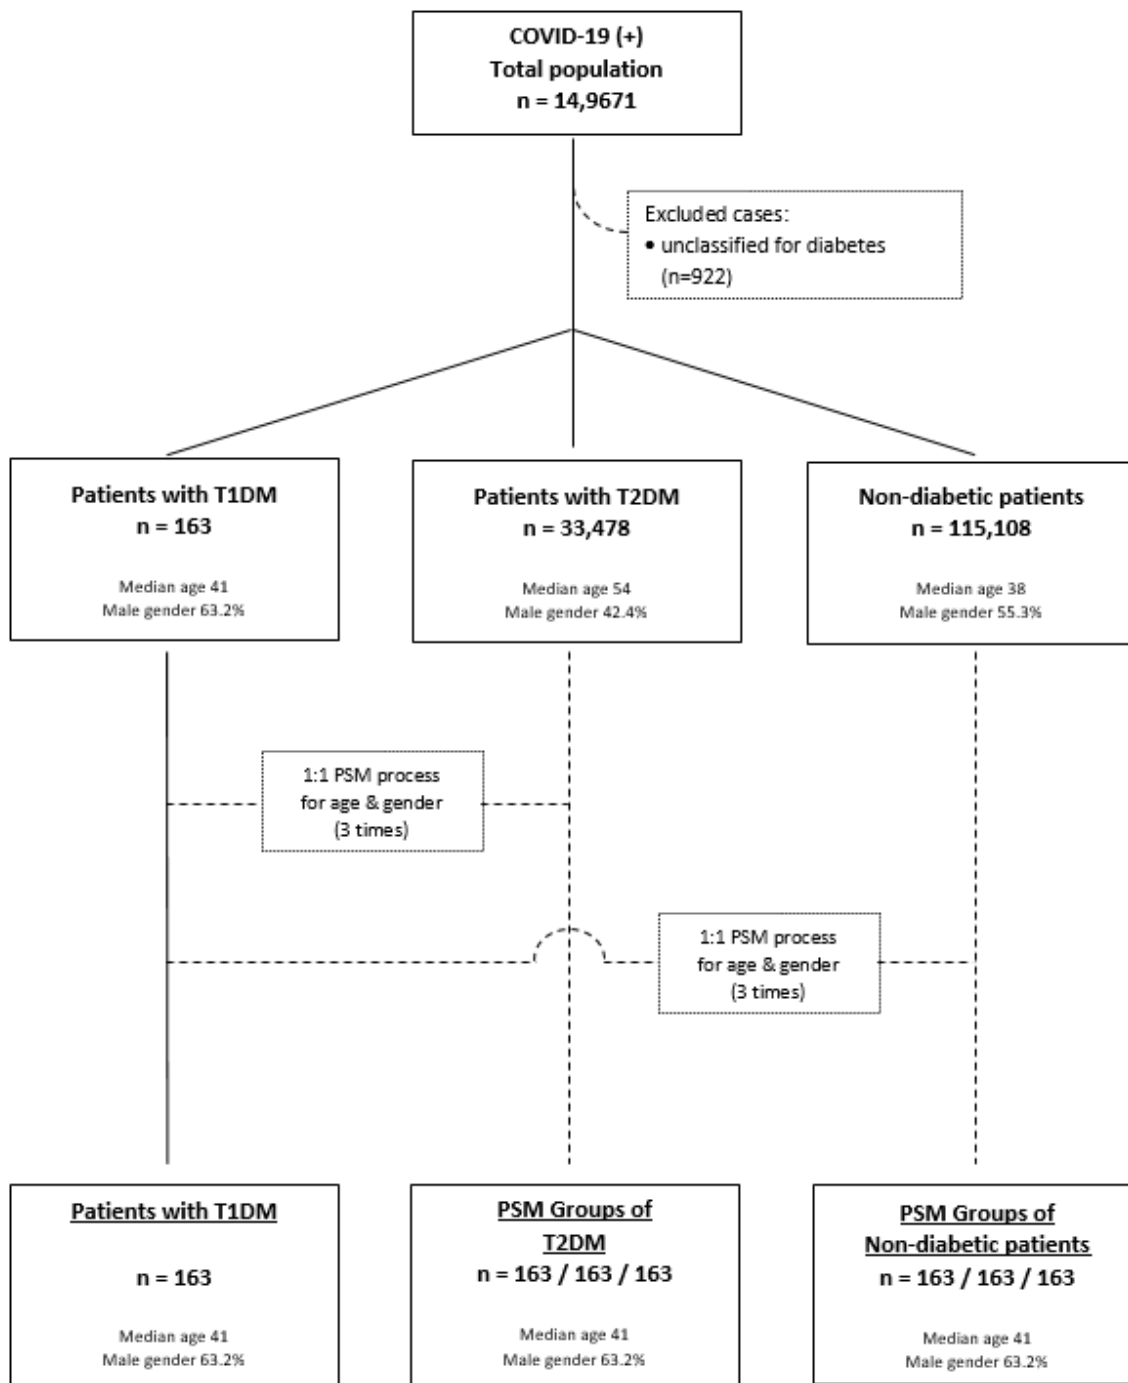 COVID-19 (+)
Total population
n = 14,9671
Excluded cases:
• unclassified for diabetes
(n=922)
Patients with T1DM
n = 163
Median age 41
Male gender 63.2%
Patients with T2DM
n = 33,478
Median age 54
Male gender 42.4%
Non-diabetic patients
n = 115,108
Median age 38
Male gender 55.3%
1:1 PSM process
for age & gender
(3 times)
1:1 PSM process
for age & gender
(3 times)
Patients with T1DM
n = 163
Median age 41
Male gender 63.2%
PSM Groups of
T2DM
n = 163 / 163 / 163
Median age 41
Male gender 63.2%
PSM Groups of
Non-diabetic patients
n = 163 / 163 / 163
Median age 41
Male gender 63.2%